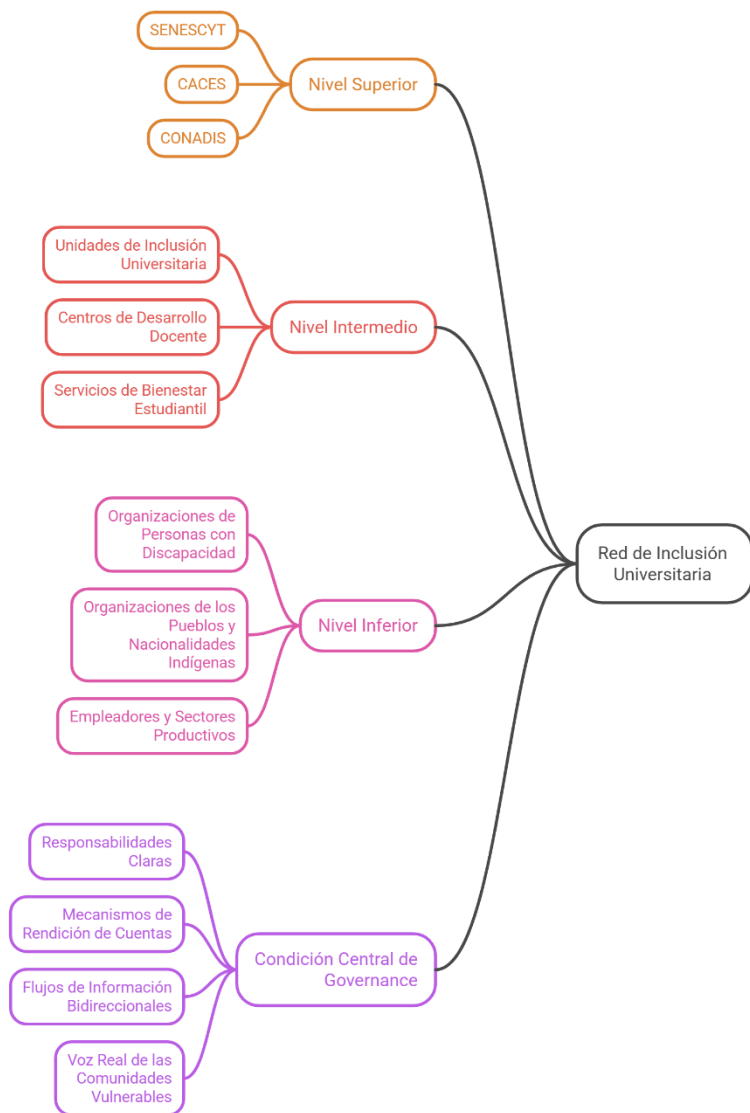 SENESCYT
CACES
CONADIS
Nivel Superior
Unidades de Inclusión
Universitaria
Centros de Desarrollo
Docente
Servicios de Bienestar
Estudiantil
Nivel Intermedio
Organizaciones de
Personas con
Discapacidad
Organizaciones de los
Pueblos y
Nacionalidades
Indígenas
Empleadores y Sectores
Productivos
Nivel Inferior
Responsabilidades
Claras
Mecanismos de
Rendición de Cuentas
Flujos de Información
Bidireccionales
Voz Real de las
Comunidades
Vulnerables
Condición Central de
Governance
Red de Inclusión
Universitaria